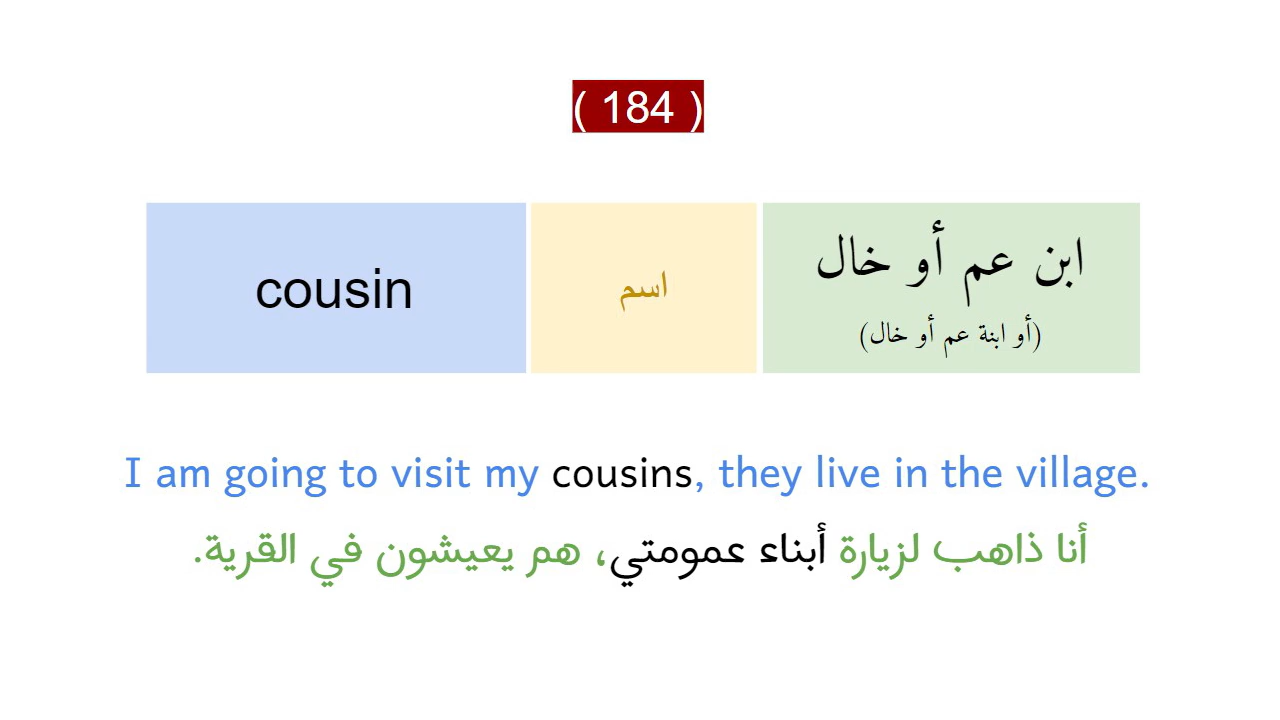 ( 184 )
cousin
اسم
ابن عم أو خال
(أو ابنة عم أو خال)
I am going to visit my cousins, they live in the village.
أنا ذاهب لزيارة أبناء عمومتي، هم يعيشون في القرية.